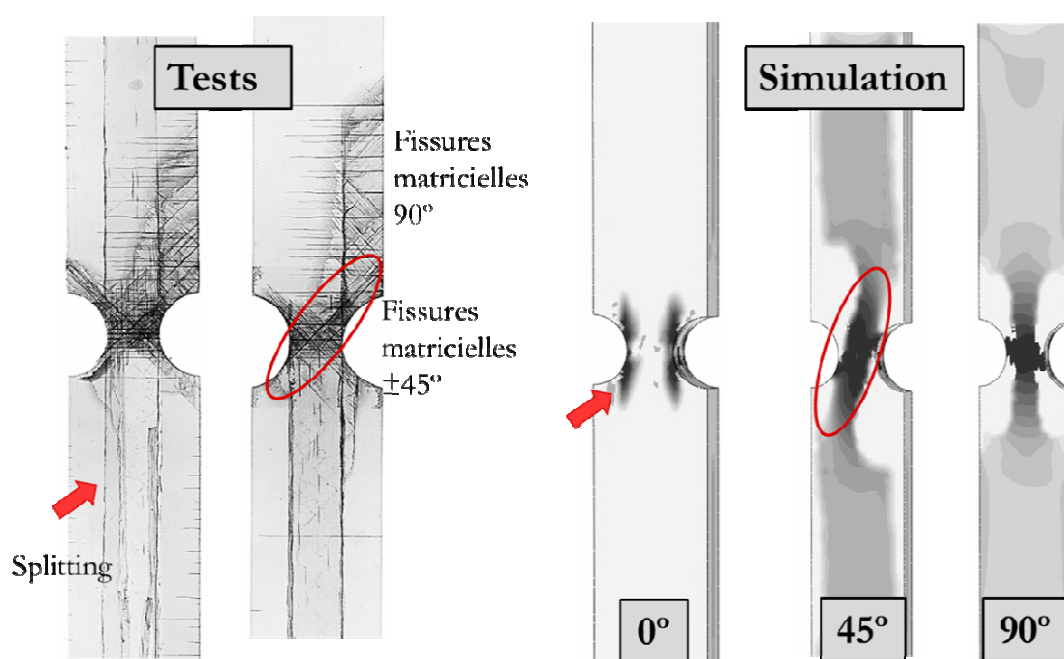 Tests
Simulation
Fissures
matricielles
90°
Fissures
matricielles
±45°
Splitting
0°
45°
90°